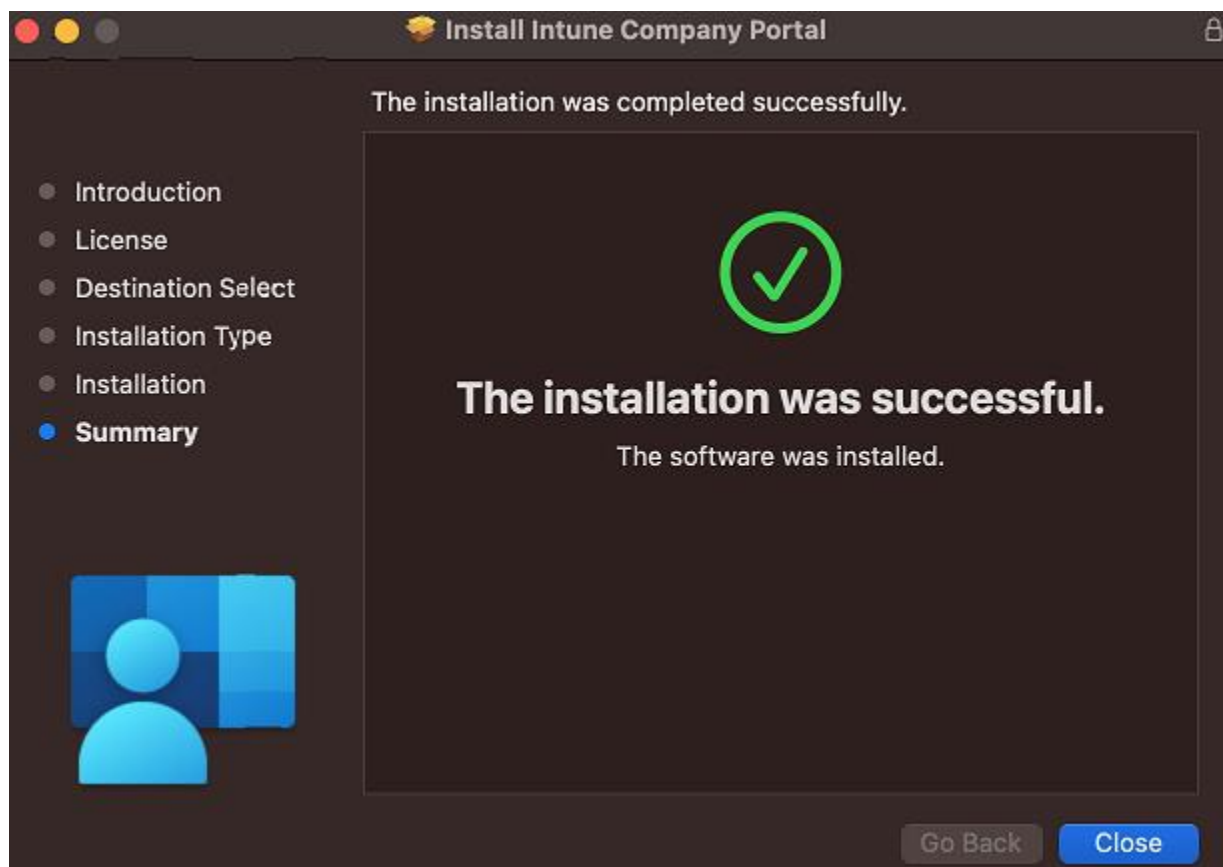 Install Intune Company Portal
The installation was completed successfully.
Introduction
License
Destination Select
Installation Type
Installation
Summary
The installation was successful.
The software was installed.
Go Back
Close